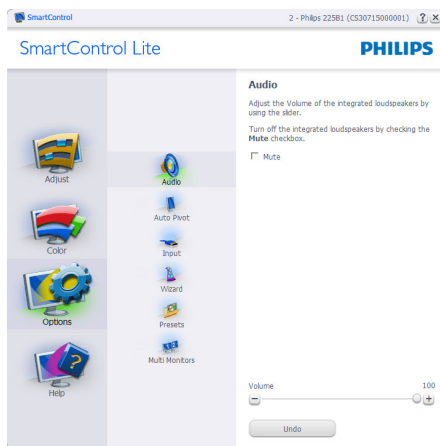 SmartControl
2 - Philips 225B1 (CS30715000001)
SmartControl Lite
PHILIPS
Adjust
Color
Options
Help
Audio
Auto Pivot
Input
Wizard
Presets
Multi Monitors
Audio
Adjust the Volume of the integrated loudspeakers by
using the slider.
Turn off the integrated loudspeakers by checking the
Mute checkbox.
Mute
Volume 100
Undo